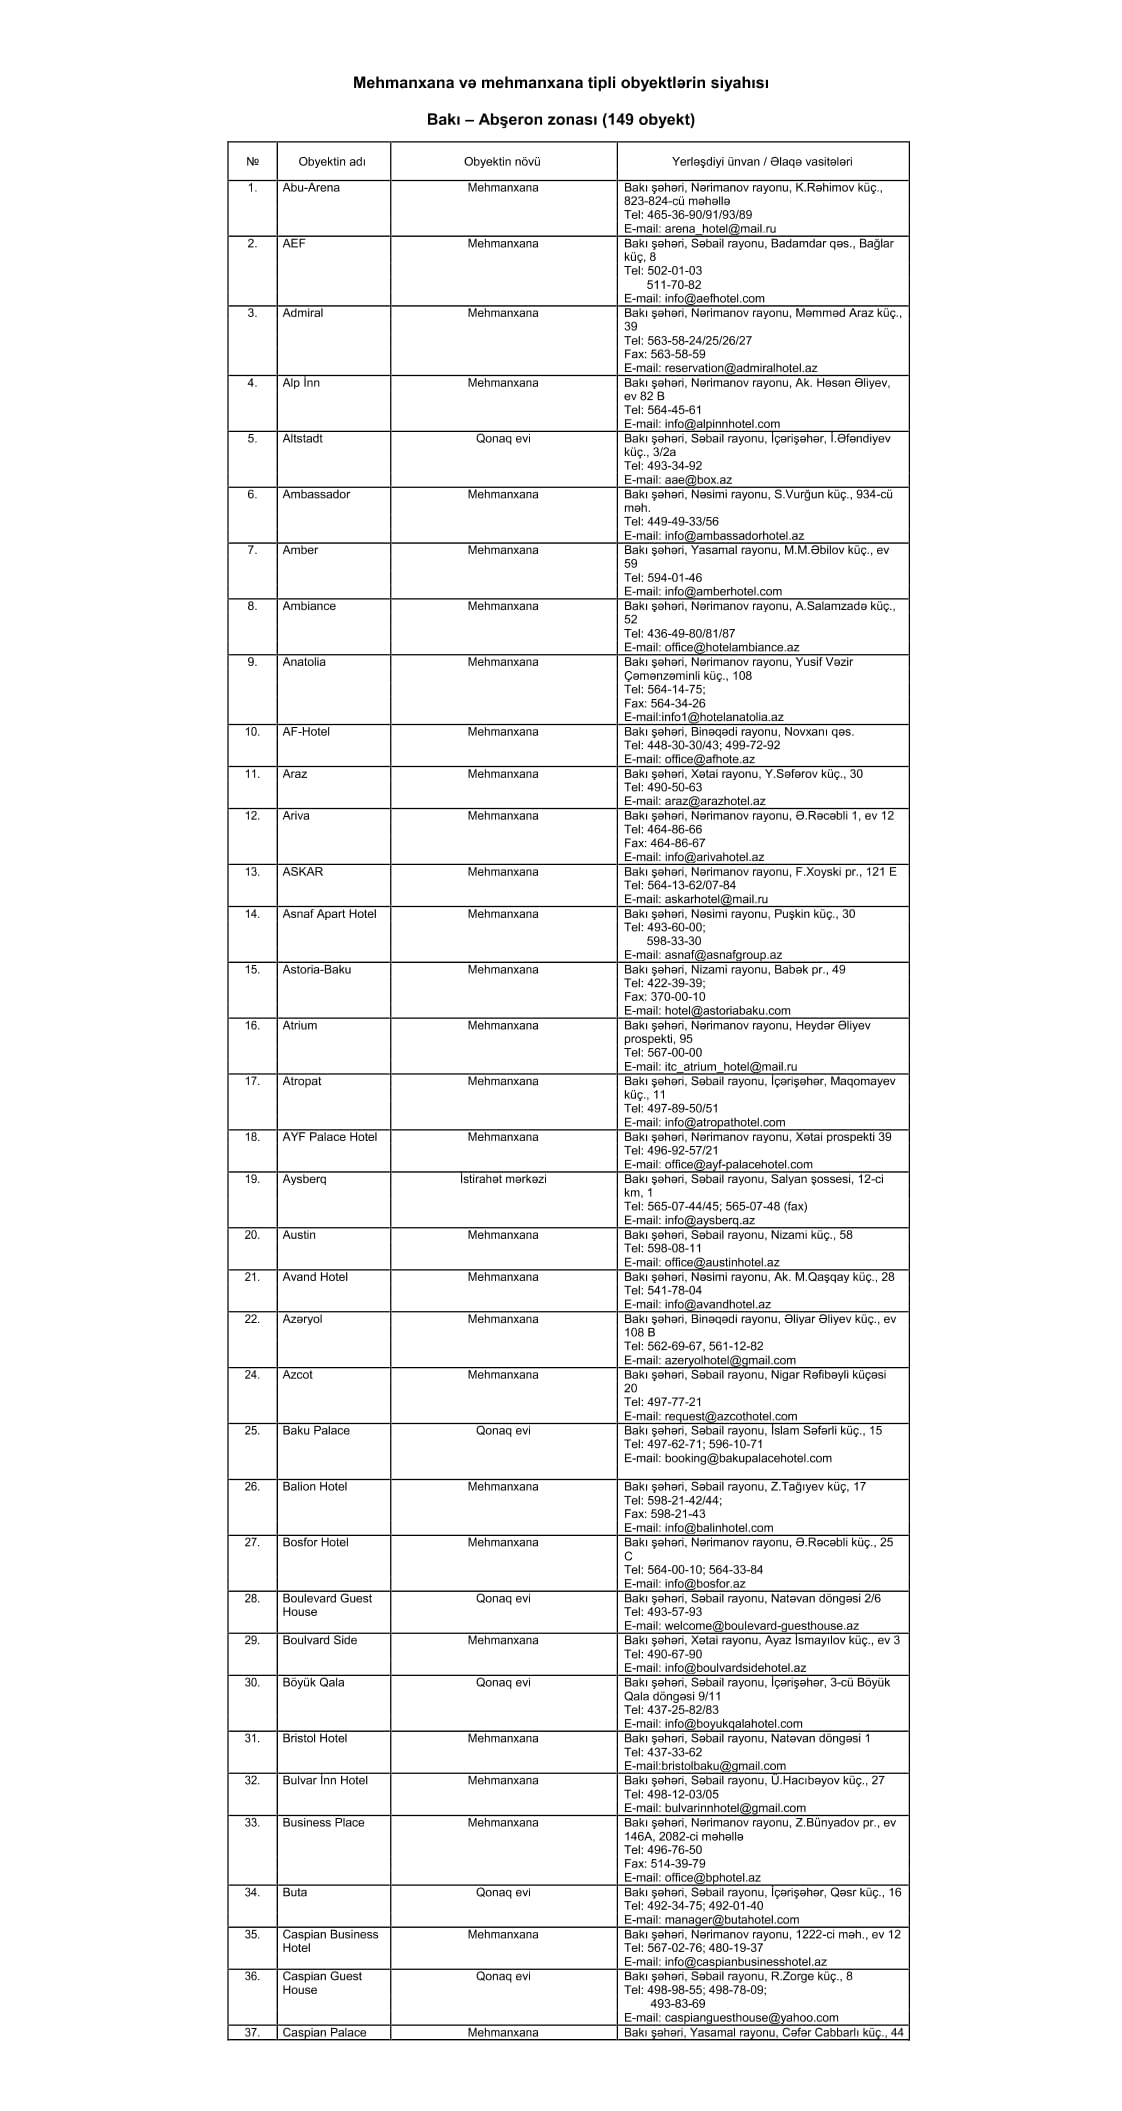 Mehmanxana və mehmanxana tipli obyektlərin siyahısı
Bakı – Abşeron zonası (149 obyekt)
№ Obyektin adı Obyektin növü Yerləşdiyi ünvan / Əlaqə vasitələri
1. Abu-Arena Mehmanxana Bakı şəhəri, Nərimanov rayonu, K.Rəhimov küç.,
823-824-cü məhəllə
Tel: 465-36-90/91/93/89
E-mail: arena_hotel@mail.ru
2. AEF Mehmanxana Bakı şəhəri, Səbail rayonu, Badamdar qəs., Bağlar
küç, 8
Tel: 502-01-03
511-70-82
E-mail: info@aefhotel.com
3. Admiral Mehmanxana Bakı şəhəri, Nərimanov rayonu, Məmməd Araz küç.,
39
Tel: 563-58-24/25/26/27
Fax: 563-58-59
E-mail: reservation@admiralhotel.az
4. Alp İnn Mehmanxana Bakı şəhəri, Nərimanov rayonu, Ak. Həsən Əliyev,
ev 82 B
Tel: 564-45-61
E-mail: info@alpinnhotel.com
5. Altstadt Qonaq evi Bakı şəhəri, Səbail rayonu, İçərişəhər, İ.Əfəndiyev
küç., 3/2a
Tel: 493-34-92
E-mail: aae@box.az
6. Ambassador Mehmanxana Bakı şəhəri, Nəsimi rayonu, S.Vurğun küç., 934-cü
məh.
Tel: 449-49-33/56
E-mail: info@ambassadorhotel.az
7. Amber Mehmanxana Bakı şəhəri, Yasamal rayonu, M.M.Əbilov küç., ev
59
Tel: 594-01-46
E-mail: info@amberhotel.com
8. Ambiance Mehmanxana Bakı şəhəri, Nərimanov rayonu, A.Salamzadə küç.,
52
Tel: 436-49-80/81/87
E-mail: office@hotelambiance.az
9. Anatolia Mehmanxana Bakı şəhəri, Nərimanov rayonu, Yusif Vəzir
Çəmənzəminli küç., 108
Tel: 564-14-75;
Fax: 564-34-26
E-mail:info1@hotelanatolia.az
10. AF-Hotel Mehmanxana Bakı şəhəri, Binəqədi rayonu, Novxanı qəs.
Tel: 448-30-30/43; 499-72-92
E-mail: office@afhote.az
11. Araz Mehmanxana Bakı şəhəri, Xətai rayonu, Y.Səfərov küç., 30
Tel: 490-50-63
E-mail: araz@arazhotel.az
12. Ariva Mehmanxana Bakı şəhəri, Nərimanov rayonu, Ə.Rəcəbli 1, ev 12
Tel: 464-86-66
Fax: 464-86-67
E-mail: info@arivahotel.az
13. ASKAR Mehmanxana Bakı şəhəri, Nərimanov rayonu, F.Xoyski pr., 121 E
Tel: 564-13-62/07-84
E-mail: askarhotel@mail.ru
14. Asnaf Apart Hotel Mehmanxana Bakı şəhəri, Nəsimi rayonu, Puşkin küç., 30
Tel: 493-60-00;
598-33-30
E-mail: asnaf@asnafgroup.az
15. Astoria-Baku Mehmanxana Bakı şəhəri, Nizami rayonu, Babək pr., 49
Tel: 422-39-39;
Fax: 370-00-10
E-mail: hotel@astoriabaku.com
16. Atrium Mehmanxana Bakı şəhəri, Nərimanov rayonu, Heydər Əliyev
prospekti, 95
Tel: 567-00-00
E-mail: itc_atrium_hotel@mail.ru
17. Atropat Mehmanxana Bakı şəhəri, Səbail rayonu, İçərişəhər, Maqomayev
küç., 11
Tel: 497-89-50/51
E-mail: info@atropathotel.com
18. AYF Palace Hotel Mehmanxana Bakı şəhəri, Nərimanov rayonu, Xətai prospekti 39
Tel: 496-92-57/21
E-mail: office@ayf-palacehotel.com
19. Aysberq İstirahət mərkəzi Bakı şəhəri, Səbail rayonu, Salyan şossesi, 12-ci
km, 1
Tel: 565-07-44/45; 565-07-48 (fax)
E-mail: info@aysberq.az
20. Austin Mehmanxana Bakı şəhəri, Səbail rayonu, Nizami küç., 58
Tel: 598-08-11
E-mail: office@austinhotel.az
21. Avand Hotel Mehmanxana Bakı şəhəri, Nəsimi rayonu, Ak. M.Qaşqay küç., 28
Tel: 541-78-04
E-mail: info@avandhotel.az
22. Azəryol Mehmanxana Bakı şəhəri, Binəqədi rayonu, Əliyar Əliyev küç., ev
108 B
Tel: 562-69-67, 561-12-82
E-mail: azeryolhotel@gmail.com
24. Azcot Mehmanxana Bakı şəhəri, Səbail rayonu, Nigar Rəfibəyli küçəsi
20
Tel: 497-77-21
E-mail: request@azcothotel.com
25. Baku Palace Qonaq evi Bakı şəhəri, Səbail rayonu, İslam Səfərli küç., 15
Tel: 497-62-71; 596-10-71
E-mail: booking@bakupalacehotel.com
26. Balion Hotel Mehmanxana Bakı şəhəri, Səbail rayonu, Z.Tağıyev küç, 17
Tel: 598-21-42/44;
Fax: 598-21-43
E-mail: info@balinhotel.com
27. Bosfor Hotel Mehmanxana Bakı şəhəri, Nərimanov rayonu, Ə.Rəcəbli küç., 25
C
Tel: 564-00-10; 564-33-84
E-mail: info@bosfor.az
28. Boulevard Guest Qonaq evi Bakı şəhəri, Səbail rayonu, Natəvan döngəsi 2/6
House Tel: 493-57-93
E-mail: welcome@boulevard-guesthouse.az
29. Boulvard Side Mehmanxana Bakı şəhəri, Xətai rayonu, Ayaz İsmayılov küç., ev 3
Tel: 490-67-90
E-mail: info@boulvardsidehotel.az
30. Böyük Qala Qonaq evi Bakı şəhəri, Səbail rayonu, İçərişəhər, 3-cü Böyük
Qala döngəsi 9/11
Tel: 437-25-82/83
E-mail: info@boyukqalahotel.com
31. Bristol Hotel Mehmanxana Bakı şəhəri, Səbail rayonu, Natəvan döngəsi 1
Tel: 437-33-62
E-mail:bristolbaku@gmail.com
32. Bulvar İnn Hotel Mehmanxana Bakı şəhəri, Səbail rayonu, Ü.Hacıbəyov küç., 27
Tel: 498-12-03/05
E-mail: bulvarinnhotel@gmail.com
33. Business Place Mehmanxana Bakı şəhəri, Nərimanov rayonu, Z.Bünyadov pr., ev
146A, 2082-ci məhəllə
Tel: 496-76-50
Fax: 514-39-79
E-mail: office@bphotel.az
34. Buta Qonaq evi Bakı şəhəri, Səbail rayonu, İçərişəhər, Qəsr küç., 16
Tel: 492-34-75; 492-01-40
E-mail: manager@butahotel.com
35. Caspian Business Mehmanxana Bakı şəhəri, Nərimanov rayonu, 1222-ci məh., ev 12
Hotel Tel: 567-02-76; 480-19-37
E-mail: info@caspianbusinesshotel.az
36. Caspian Guest Qonaq evi Bakı şəhəri, Səbail rayonu, R.Zorge küç., 8
House Tel: 498-98-55; 498-78-09;
493-83-69
E-mail: caspianguesthouse@yahoo.com
37. Caspian Palace Mehmanxana Bakı şəhəri, Yasamal rayonu, Cəfər Cabbarlı küç., 44